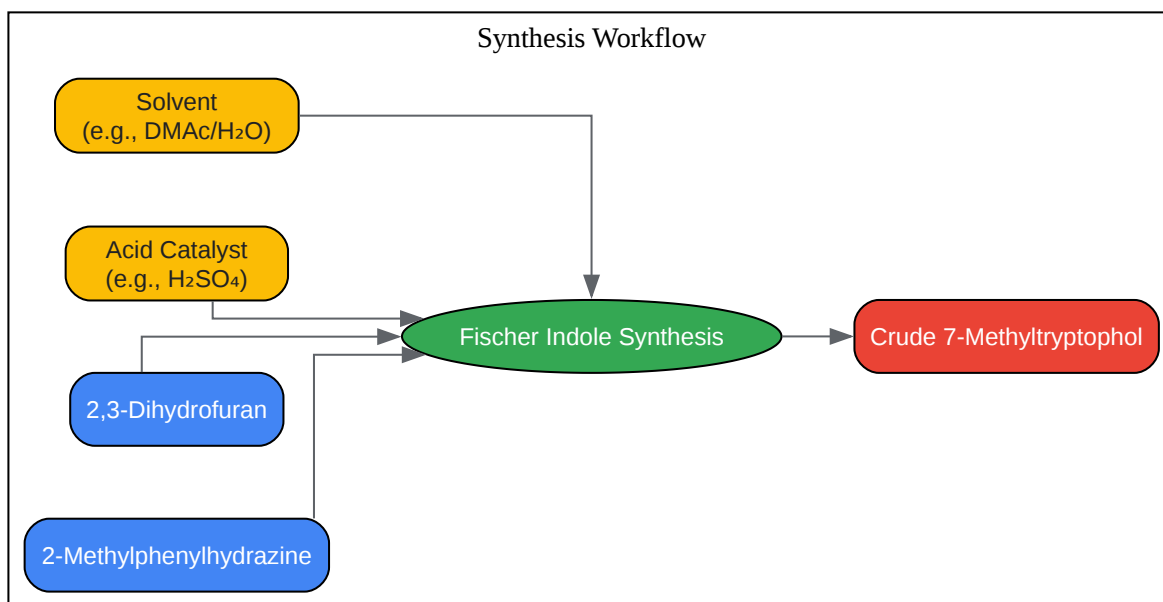 Synthesis Workflow
Solvent
(e.g., DMAc/H₂O)
Acid Catalyst
(e.g., H₂SO₄)
Fischer Indole Synthesis
Crude 7-Methyltryptophol
2,3-Dihydrofuran
2-Methylphenylhydrazine